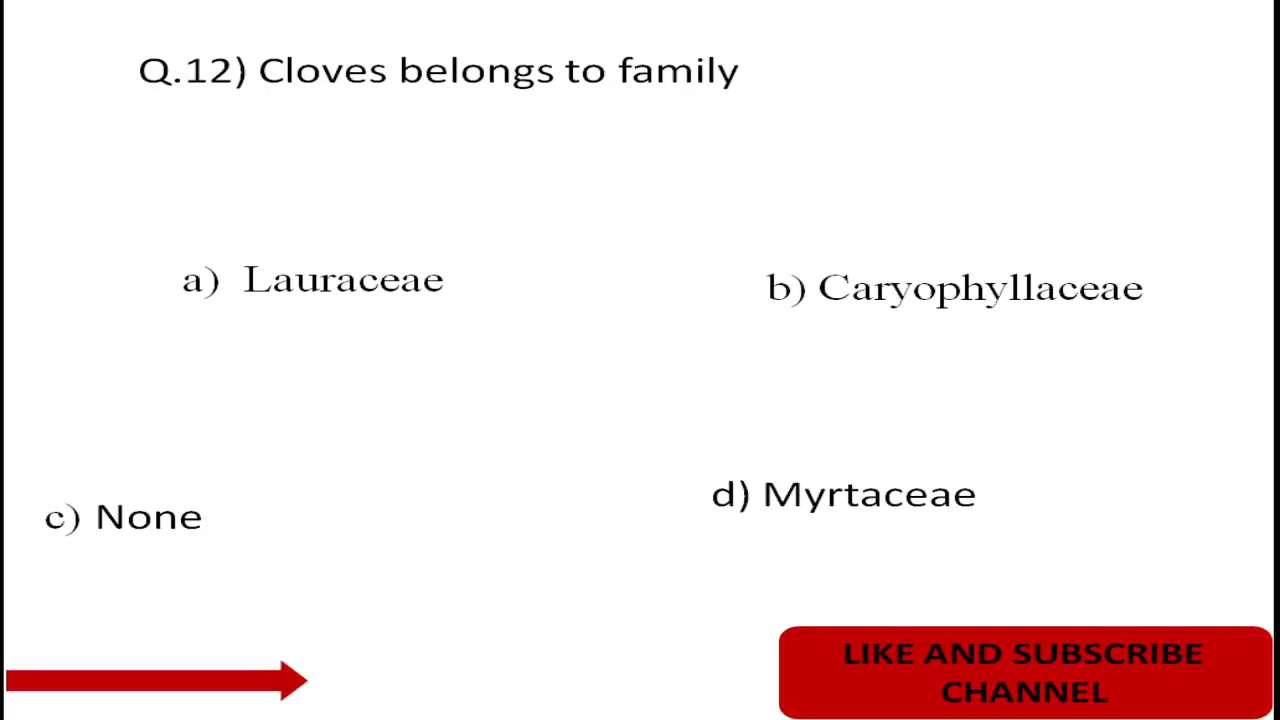 Q.12) Cloves belongs to family
a) Lauraceae
b) Caryophyllaceae
c) None
d) Myrtaceae
LIKE AND SUBSCRIBE
CHANNEL